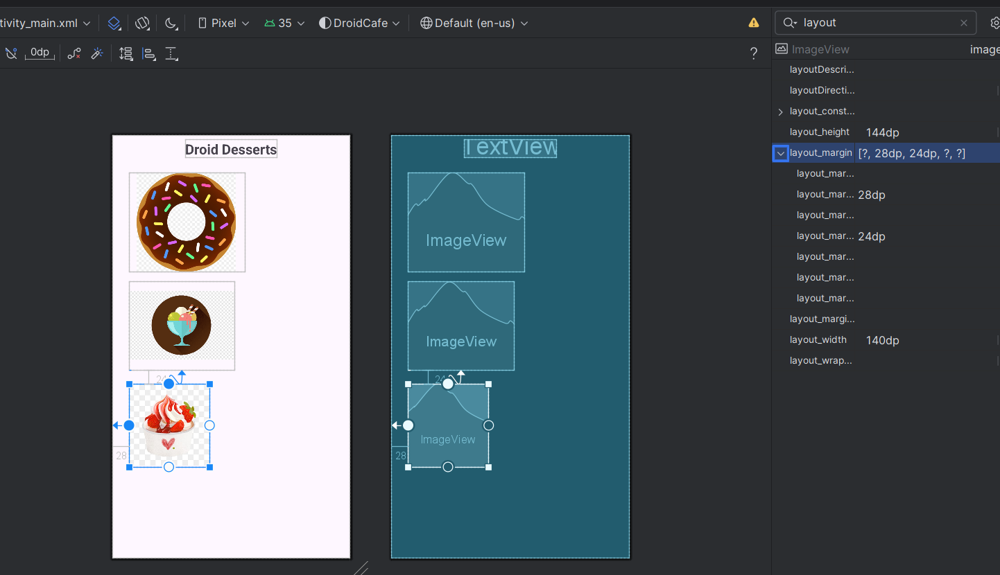 tivity_main.xml Pixel 35 DroidCafe Default (en-us) layout
0dp ?
ImageView image
layoutDescri...
layoutDirecti...
layout_const...
layout_height 144dp
layout_margin [?, 28dp, 24dp, ?, ?]
layout_mar...
layout_mar... 28dp
layout_mar...
layout_mar... 24dp
layout_mar...
layout_mar...
layout_mar...
layout_margi...
layout_width 140dp
layout_wrap...
Droid Desserts
24
28
TextView
ImageView
ImageView
24
ImageView
28